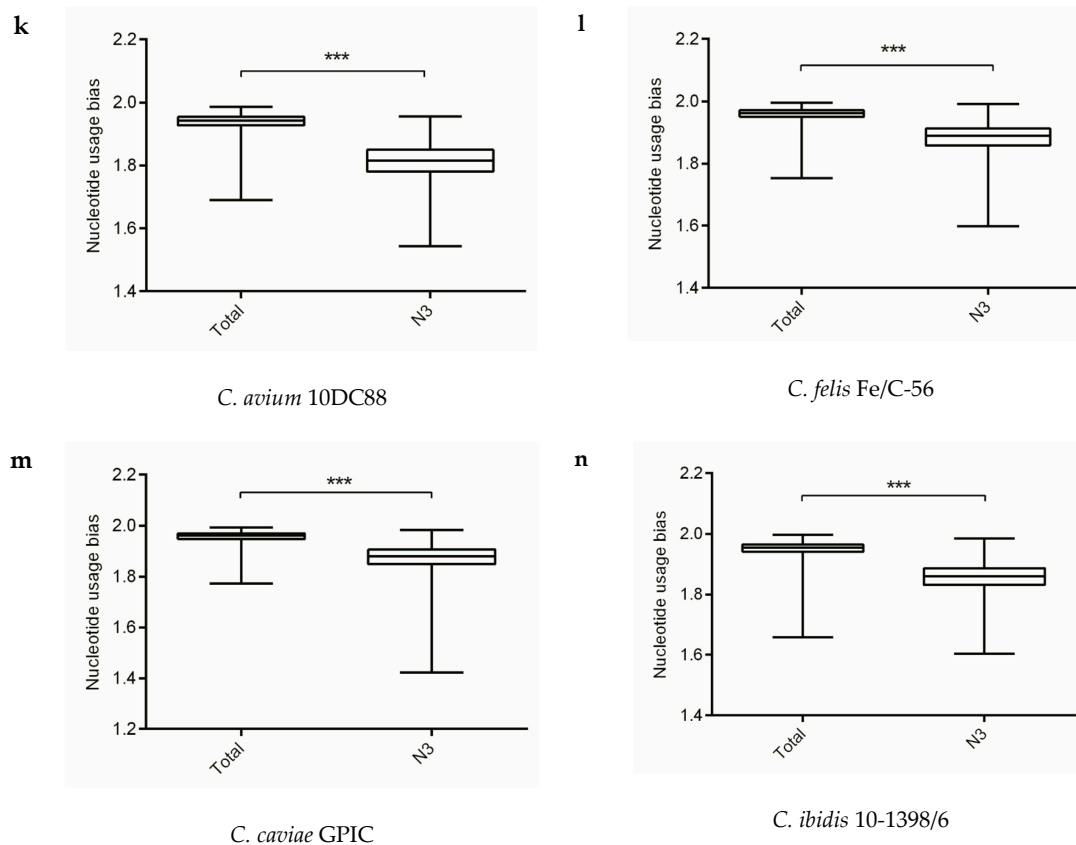 k
2.2
2.0
1.8
1.6
1.4
Nucleotide usage bias
***
Total
N3
C. avium 10DC88
l
2.2
2.0
1.8
1.6
1.4
Nucleotide usage bias
***
Total
N3
C. felis Fe/C-56
m
2.2
2.0
1.8
1.6
1.4
1.2
Nucleotide usage bias
***
Total
N3
C. caviae GPIC
n
2.2
2.0
1.8
1.6
1.4
Nucleotide usage bias
***
Total
N3
C. ibidis 10-1398/6